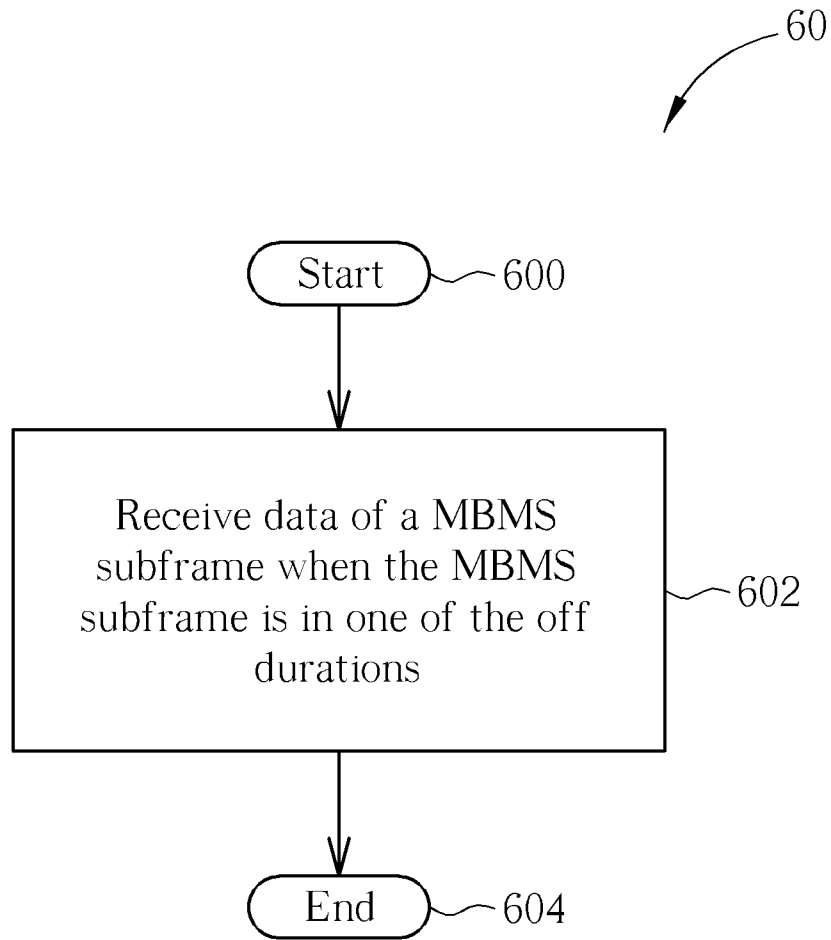 60
Start
600
Receive data of a MBMS
subframe when the MBMS
subframe is in one of the off
durations
602
End
604